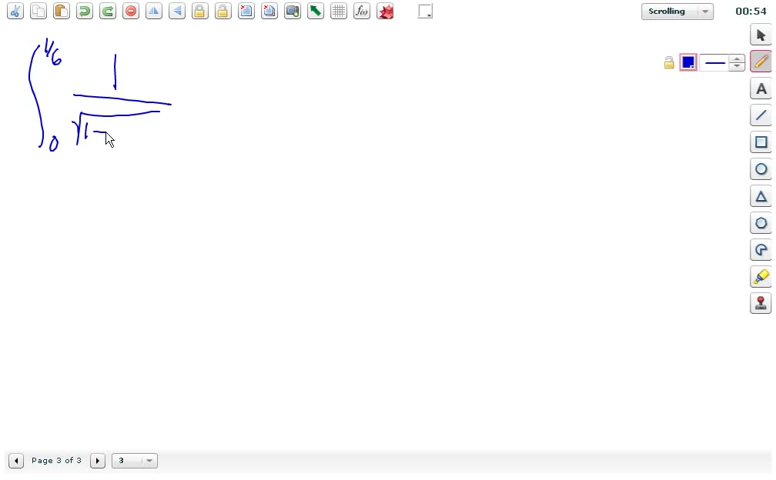 Scrolling 00:54
∫₀^{1/6} 1/√(1 −
f(x)
A
Page 3 of 3 3